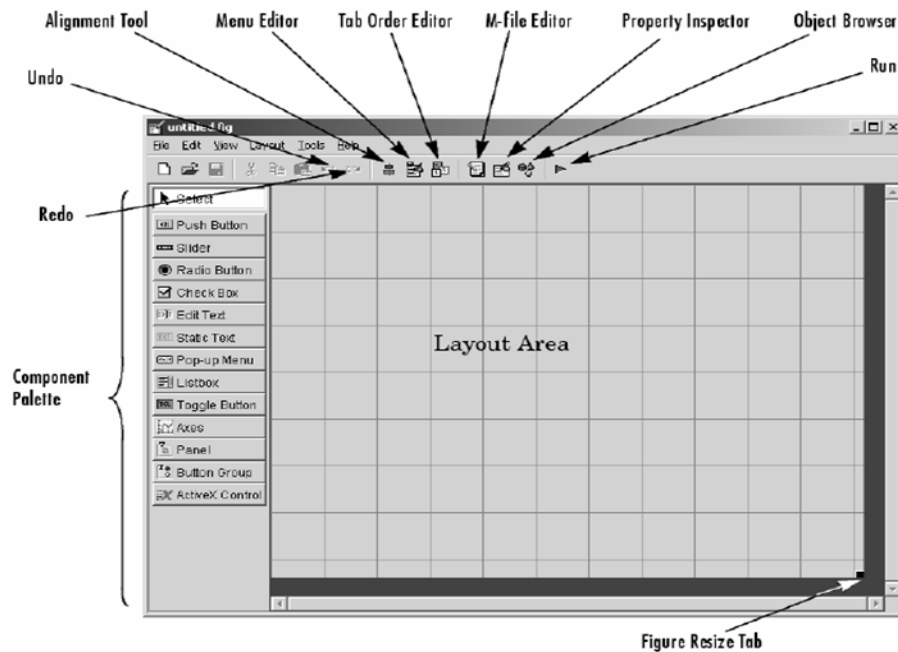 Alignment Tool
Menu Editor
Tab Order Editor
M-file Editor
Property Inspector
Object Browser
Undo
Run
untitled.fig
File Edit View Layout Tools Help
Redo
Select
Push Button
Slider
Radio Button
Check Box
Edit Text
Static Text
Pop-up Menu
Listbox
Toggle Button
Axes
Panel
Button Group
ActiveX Control
Layout Area
Component
Palette
Figure Resize Tab